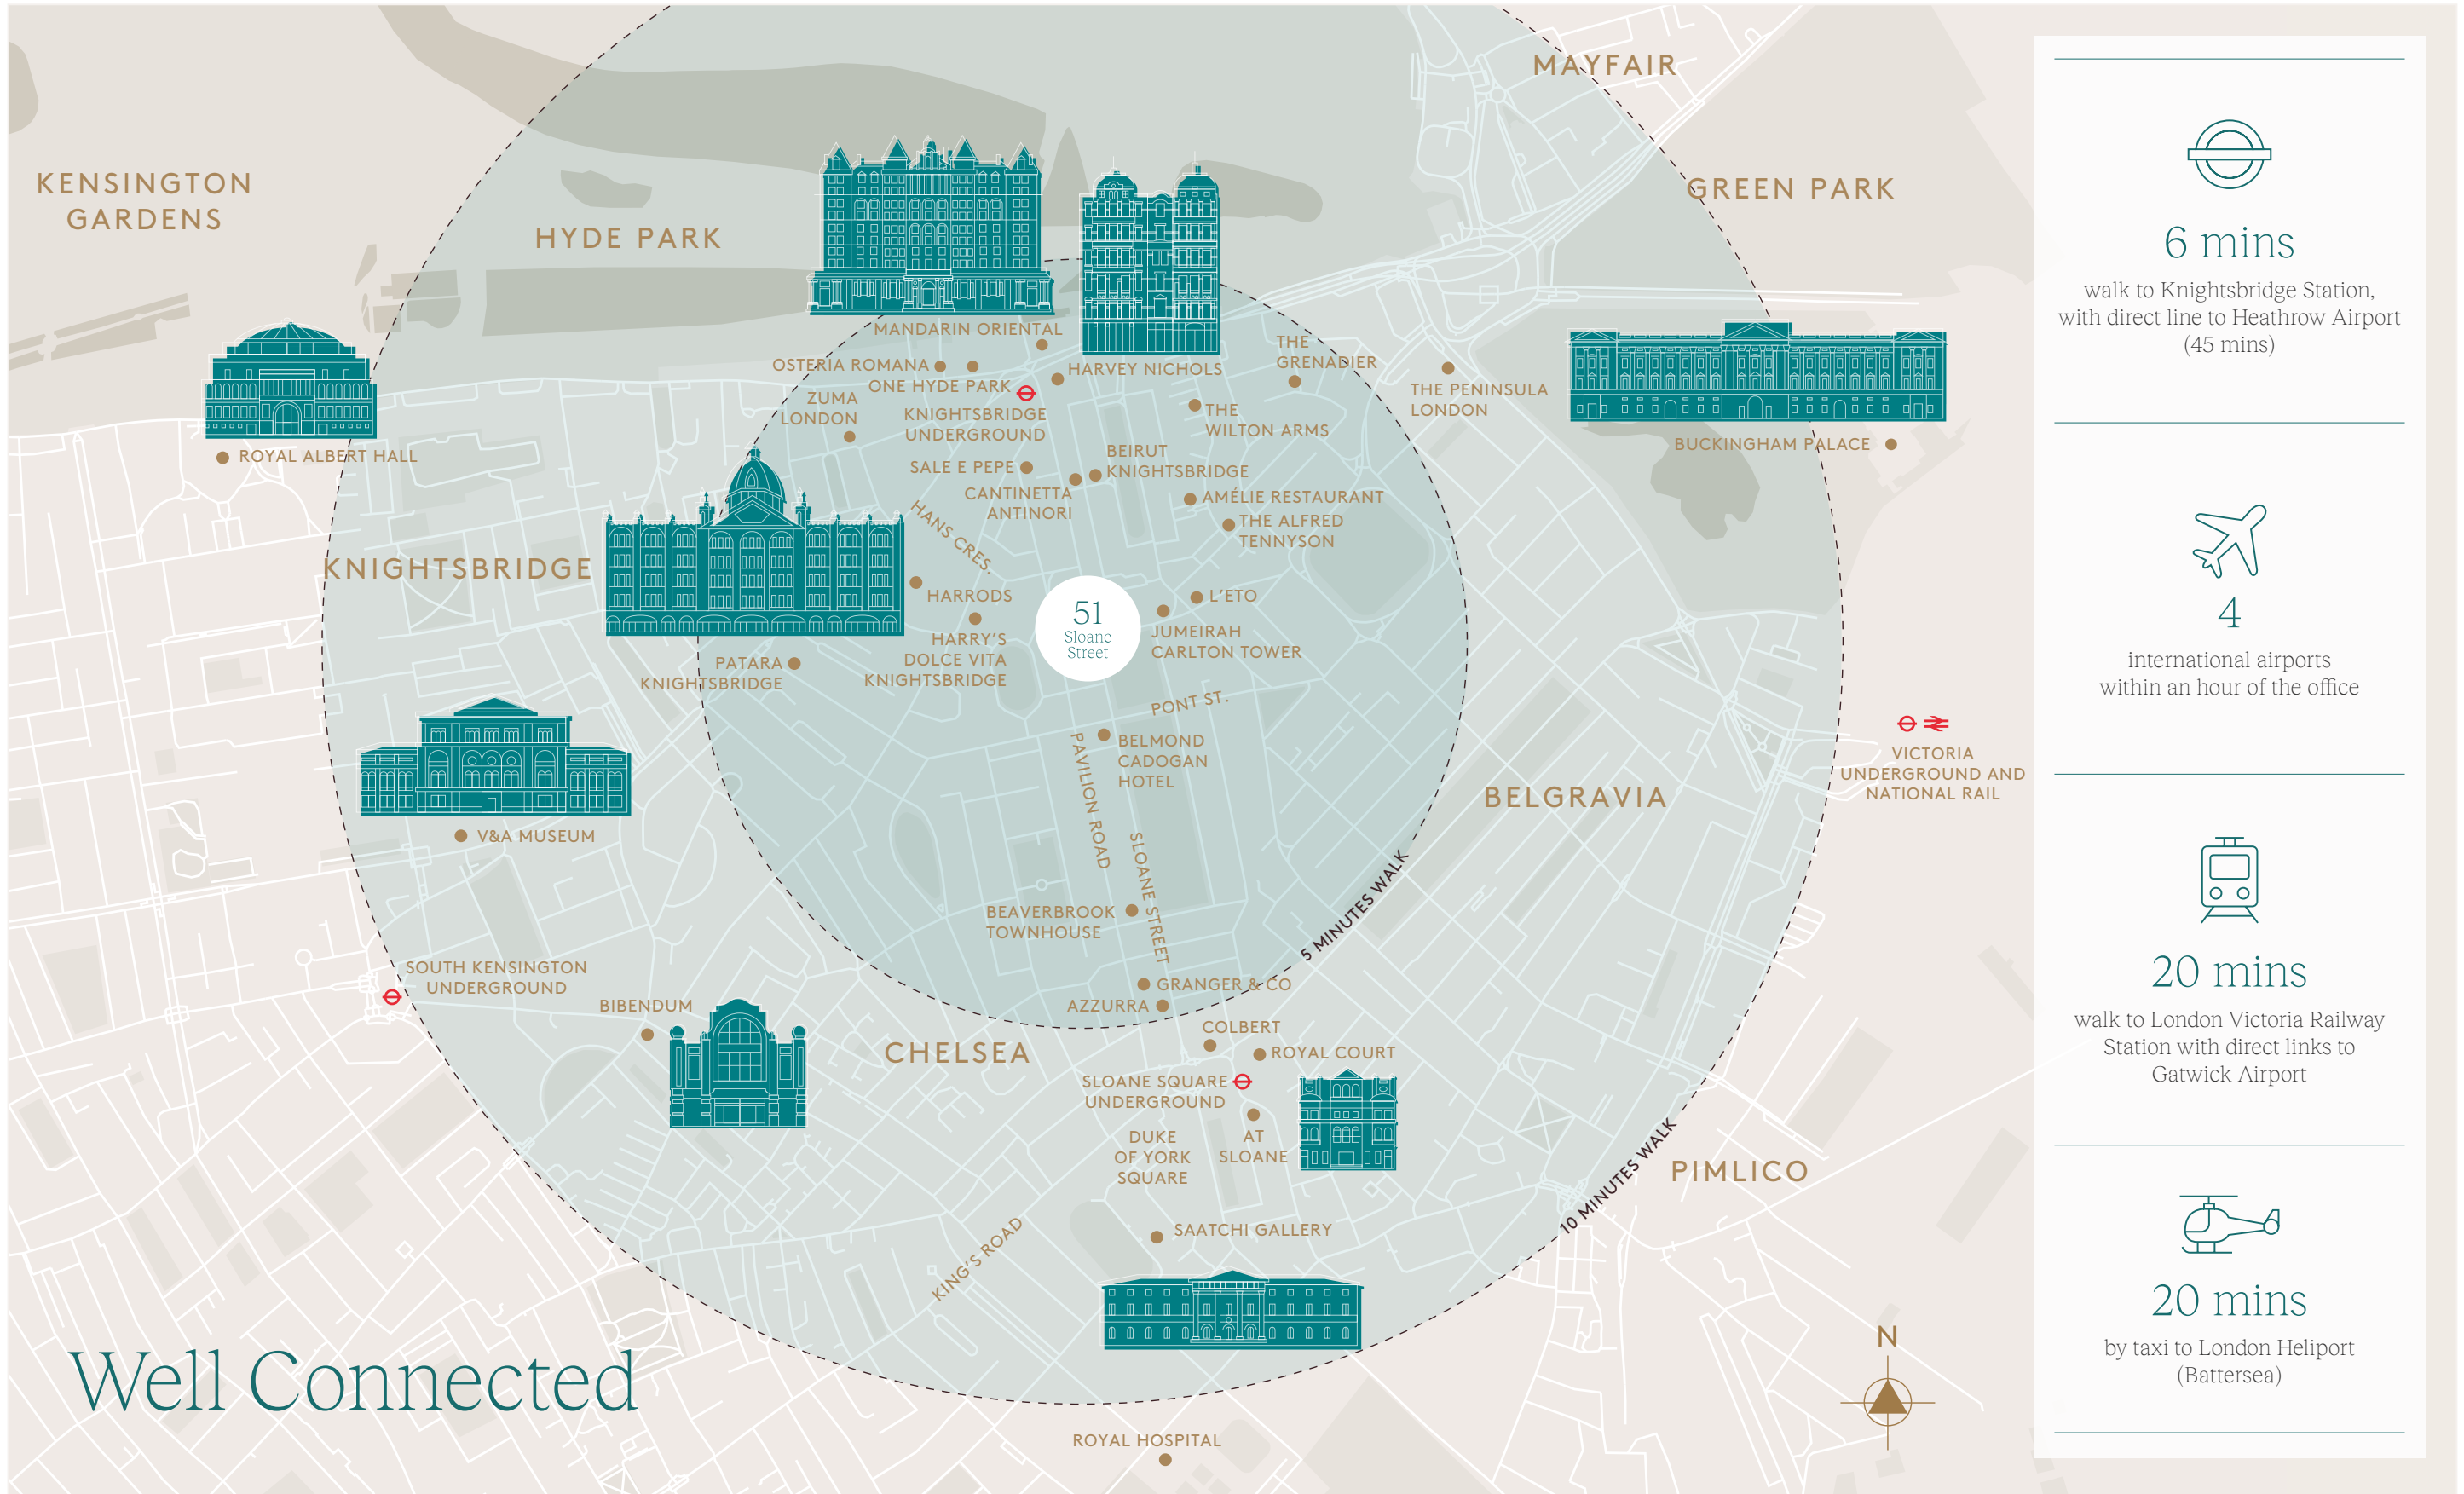 MAYFAIR
KENSINGTON
GARDENS
HYDE PARK
GREEN PARK
MANDARIN ORIENTAL
OSTERIA ROMANA
ONE HYDE PARK
HARVEY NICHOLS
THE
GRENADIER
THE PENINSULA
LONDON
ZUMA
LONDON
KNIGHTSBRIDGE
UNDERGROUND
THE
WILTON ARMS
BUCKINGHAM PALACE
ROYAL ALBERT HALL
SALE E PEPE
BEIRUT
KNIGHTSBRIDGE
CANTINETTA
ANTINORI
AMÉLIE RESTAURANT
THE ALFRED
TENNYSON
HANS CRES.
KNIGHTSBRIDGE
HARRODS
L'ETO
51
Sloane
Street
JUMEIRAH
CARLTON TOWER
HARRY'S
DOLCE VITA
KNIGHTSBRIDGE
PATARA
KNIGHTSBRIDGE
PONT ST.
BELMOND
CADOGAN
HOTEL
PAVILION ROAD
SLOANE STREET
BELGRAVIA
VICTORIA
UNDERGROUND AND
NATIONAL RAIL
V&A MUSEUM
BEAVERBROOK
TOWNHOUSE
5 MINUTES WALK
SOUTH KENSINGTON
UNDERGROUND
BIBENDUM
GRANGER & CO
AZZURRA
COLBERT
CHELSEA
ROYAL COURT
SLOANE SQUARE
UNDERGROUND
DUKE
OF YORK
SQUARE
AT
SLOANE
10 MINUTES WALK
PIMLICO
SAATCHI GALLERY
KING'S ROAD
Well Connected
ROYAL HOSPITAL
N
6 mins
walk to Knightsbridge Station,
with direct line to Heathrow Airport
(45 mins)
4
international airports
within an hour of the office
20 mins
walk to London Victoria Railway
Station with direct links to
Gatwick Airport
20 mins
by taxi to London Heliport
(Battersea)